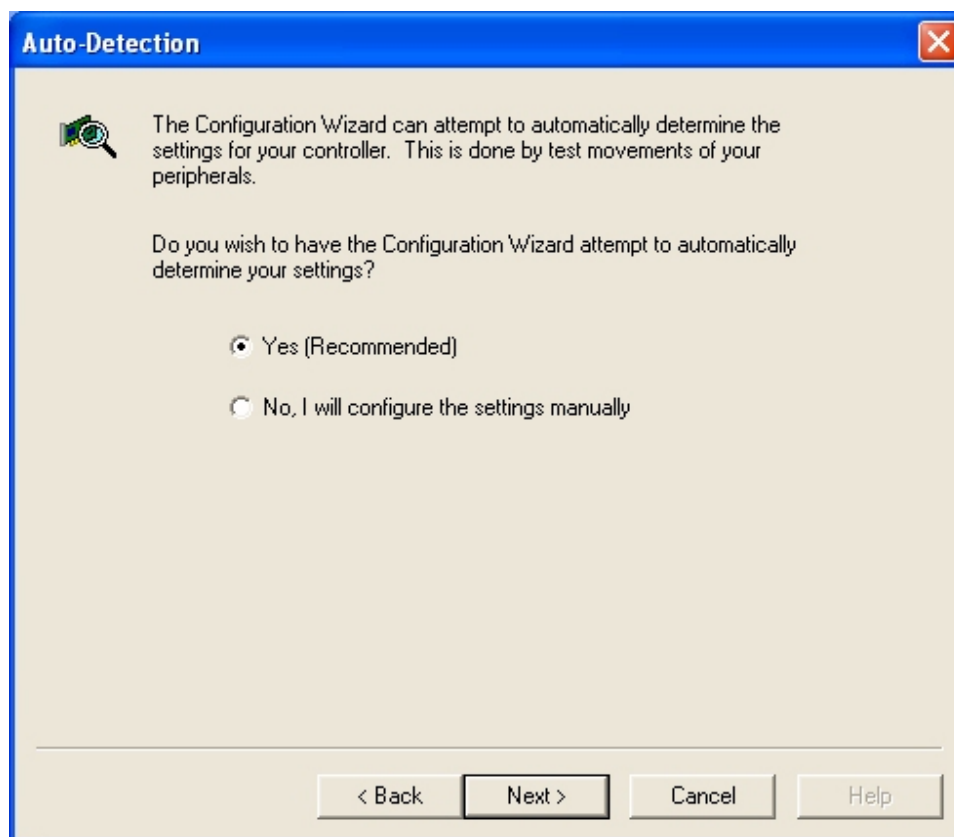 Auto-Detection
The Configuration Wizard can attempt to automatically determine the
settings for your controller.  This is done by test movements of your
peripherals.
Do you wish to have the Configuration Wizard attempt to automatically
determine your settings?
Yes (Recommended)
No, I will configure the settings manually
< Back
Next >
Cancel
Help